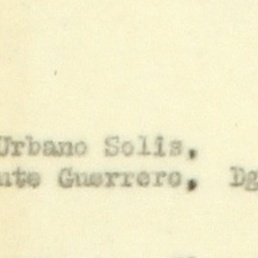 Urbano Solis,
nte Guerrero, Dg